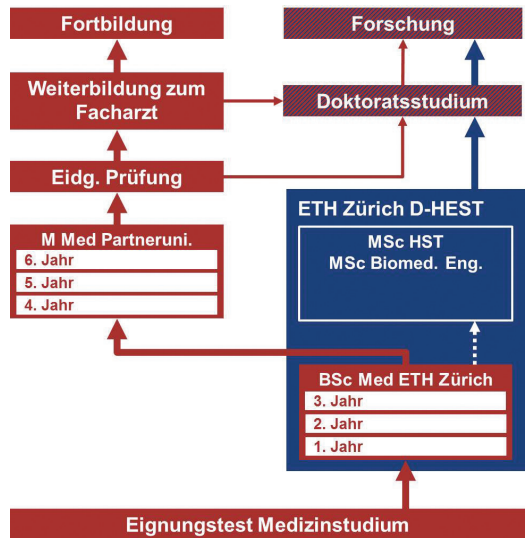 Fortbildung
Forschung
Weiterbildung zum
Facharzt
Doktoratsstudium
Eidg. Prüfung
ETH Zürich D-HEST
M Med Partneruni.
6. Jahr
5. Jahr
4. Jahr
MSc HST
MSc Biomed. Eng.
BSc Med ETH Zürich
3. Jahr
2. Jahr
1. Jahr
Eignungstest Medizinstudium